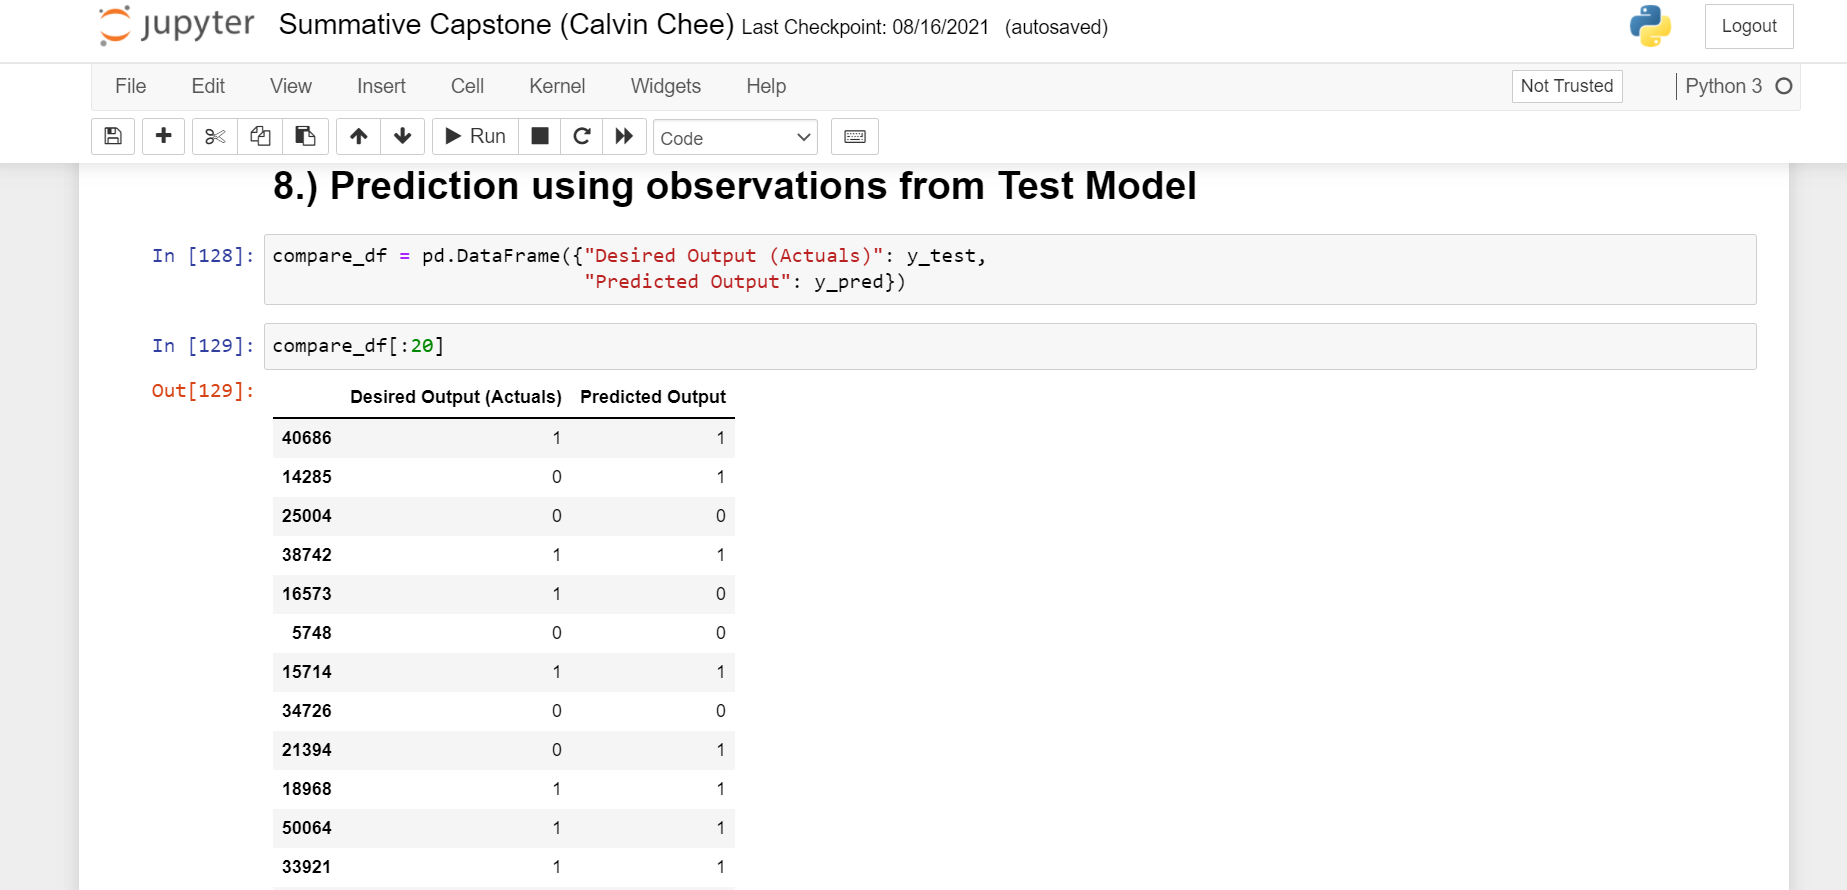 jupyter Summative Capstone (Calvin Chee) Last Checkpoint: 08/16/2021 (autosaved) Logout
File Edit View Insert Cell Kernel Widgets Help Not Trusted Python 3
Run Code
8.) Prediction using observations from Test Model
In [128]: compare_df = pd.DataFrame({"Desired Output (Actuals)": y_test,
"Predicted Output": y_pred})
In [129]: compare_df[:20]
Out[129]:
Desired Output (Actuals) Predicted Output
40686 1 1
14285 0 1
25004 0 0
38742 1 1
16573 1 0
5748 0 0
15714 1 1
34726 0 0
21394 0 1
18968 1 1
50064 1 1
33921 1 1